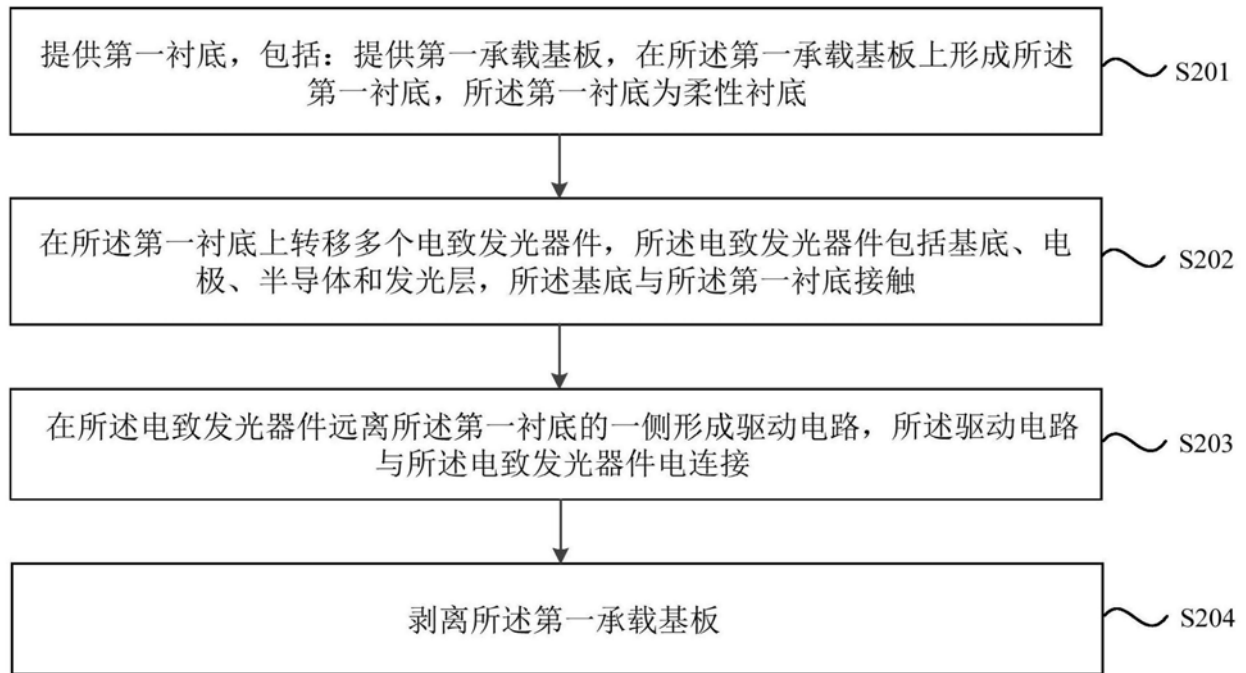 提供第一衬底，包括：提供第一承载基板，在所述第一承载基板上形成所述
第一衬底，所述第一衬底为柔性衬底
S201
在所述第一衬底上转移多个电致发光器件，所述电致发光器件包括基底、电
极、半导体和发光层，所述基底与所述第一衬底接触
S202
在所述电致发光器件远离所述第一衬底的一侧形成驱动电路，所述驱动电路
与所述电致发光器件电连接
S203
剥离所述第一承载基板
S204